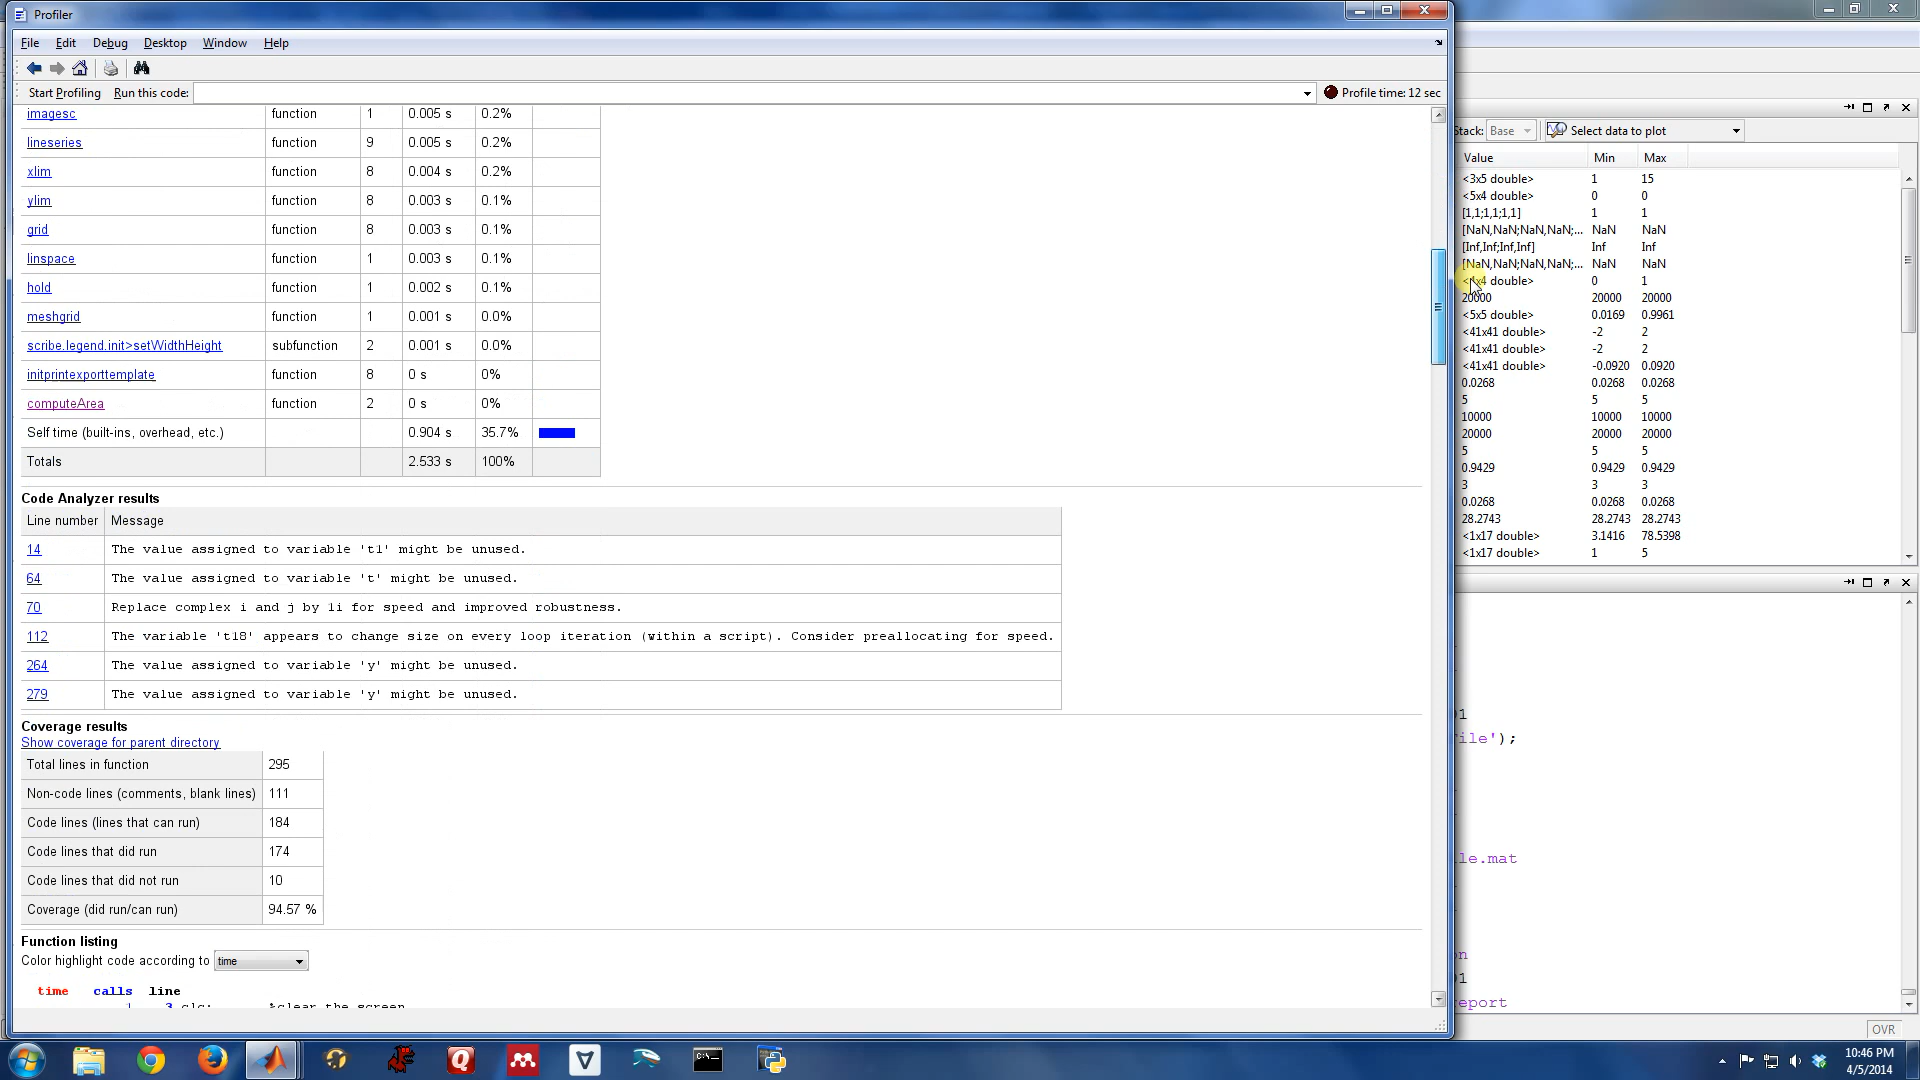 Profiler
File Edit Debug Desktop Window Help
Start Profiling Run this code: Profile time: 12 sec
imagesc function 1 0.005 s 0.2%
lineseries function 9 0.005 s 0.2%
xlim function 8 0.004 s 0.2%
ylim function 8 0.003 s 0.1%
grid function 8 0.003 s 0.1%
linspace function 1 0.003 s 0.1%
hold function 1 0.002 s 0.1%
meshgrid function 1 0.001 s 0.0%
scribe.legend.init>setWidthHeight subfunction 2 0.001 s 0.0%
initprintexporttemplate function 8 0 s 0%
computeArea function 2 0 s 0%
Self time (built-ins, overhead, etc.) 0.904 s 35.7%
Totals 2.533 s 100%
Code Analyzer results
Line number Message
14 The value assigned to variable 't1' might be unused.
64 The value assigned to variable 't' might be unused.
70 Replace complex i and j by 1i for speed and improved robustness.
112 The variable 't18' appears to change size on every loop iteration (within a script). Consider preallocating for speed.
264 The value assigned to variable 'y' might be unused.
279 The value assigned to variable 'y' might be unused.
Coverage results
Show coverage for parent directory
Total lines in function 295
Non-code lines (comments, blank lines) 111
Code lines (lines that can run) 184
Code lines that did run 174
Code lines that did not run 10
Coverage (did run/can run) 94.57 %
Function listing
Color highlight code according to time
time calls line
1 3 clc; %clear the screen
Stack: Base Select data to plot
Value Min Max
<3x5 double> 1 15
<5x4 double> 0 0
[1,1;1,1;1,1] 1 1
[NaN,NaN;NaN,NaN;... NaN NaN
[Inf,Inf;Inf,Inf] Inf Inf
[NaN,NaN;NaN,NaN;... NaN NaN
<4x4 double> 0 1
20000 20000 20000
<5x5 double> 0.0169 0.9961
<41x41 double> -2 2
<41x41 double> -2 2
<41x41 double> -0.0920 0.0920
0.0268 0.0268 0.0268
5 5 5
10000 10000 10000
20000 20000 20000
5 5 5
0.9429 0.9429 0.9429
3 3 3
0.0268 0.0268 0.0268
28.2743 28.2743 28.2743
<1x17 double> 3.1416 78.5398
<1x17 double> 1 5
01
File');
le.mat
on
01
report
OVR
10:46 PM
4/5/2014